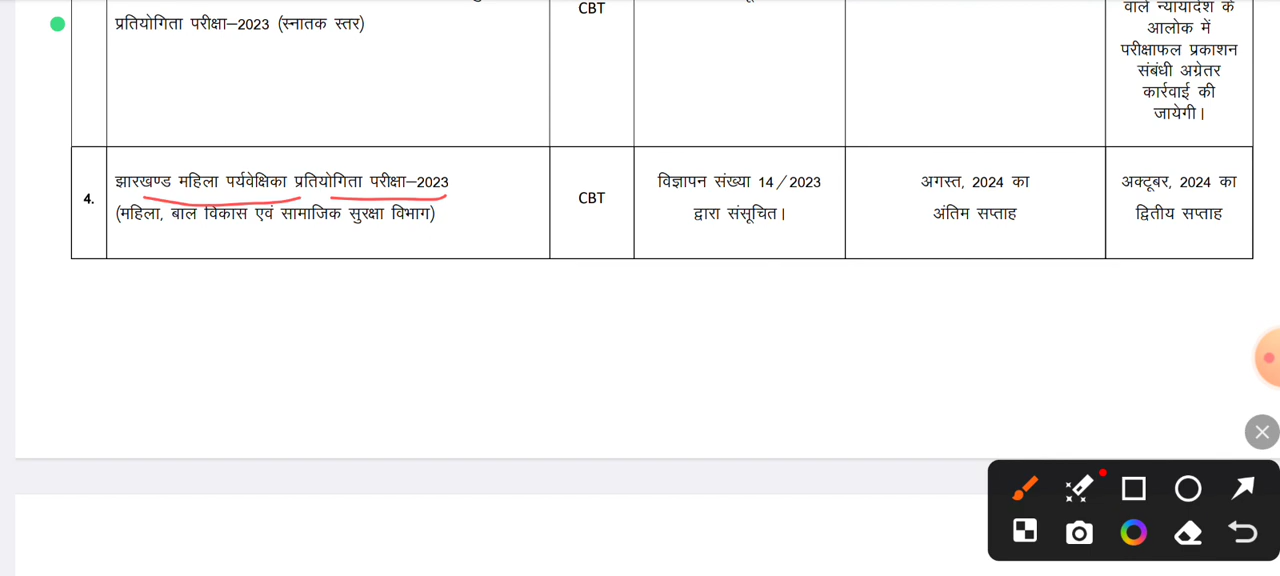 CBT
प्रतियोगिता परीक्षा–2023 (स्नातक स्तर)
वाले न्यायादेश के
आलोक में
परीक्षाफल प्रकाशन
संबंधी अग्रेतर
कार्रवाई की
जायेगी।
4.
झारखण्ड महिला पर्यवेक्षिका प्रतियोगिता परीक्षा–2023
(महिला, बाल विकास एवं सामाजिक सुरक्षा विभाग)
CBT
विज्ञापन संख्या 14/2023
द्वारा संसूचित।
अगस्त, 2024 का
अंतिम सप्ताह
अक्टूबर, 2024 का
द्वितीय सप्ताह